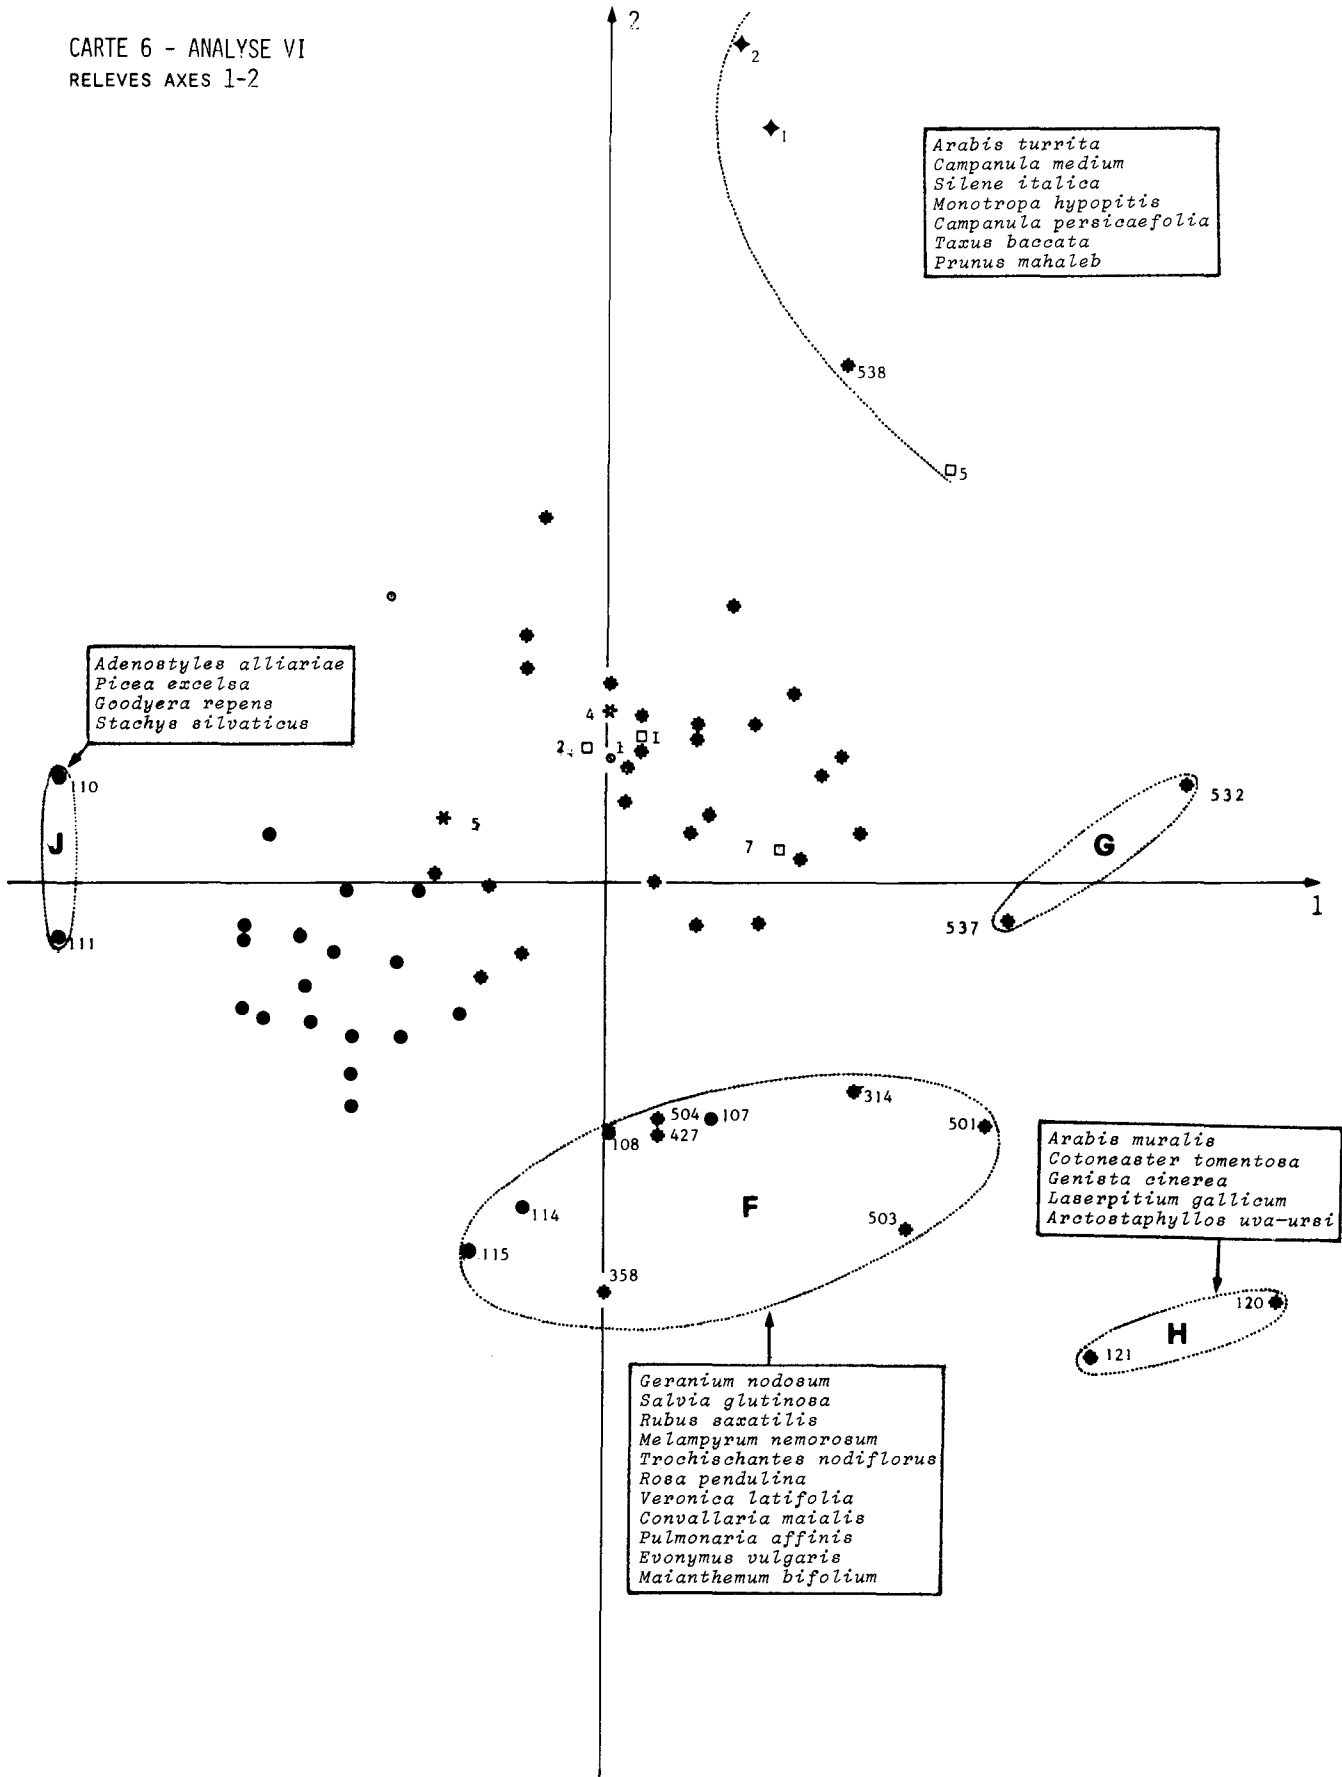 CARTE 6 - ANALYSE VI
RELEVES AXES 1-2
2
2
1
Arabis turrita
Campanula medium
Silene italica
Monotropa hypopitis
Campanula persicaefolia
Taxus baccata
Prunus mahaleb
538
5
Adenostyles alliariae
Picea excelsa
Goodyera repens
Stachys silvaticus
4
2
1
I
110
J
111
5
7
532
G
537
1
504
107
108
427
314
501
114
F
503
115
358
Arabis muralis
Cotoneaster tomentosa
Genista cinerea
Laserpitium gallicum
Arctostaphyllos uva-ursi
120
H
121
Geranium nodosum
Salvia glutinosa
Rubus saxatilis
Melampyrum nemorosum
Trochischantes nodiflorus
Rosa pendulina
Veronica latifolia
Convallaria maialis
Pulmonaria affinis
Evonymus vulgaris
Maianthemum bifolium